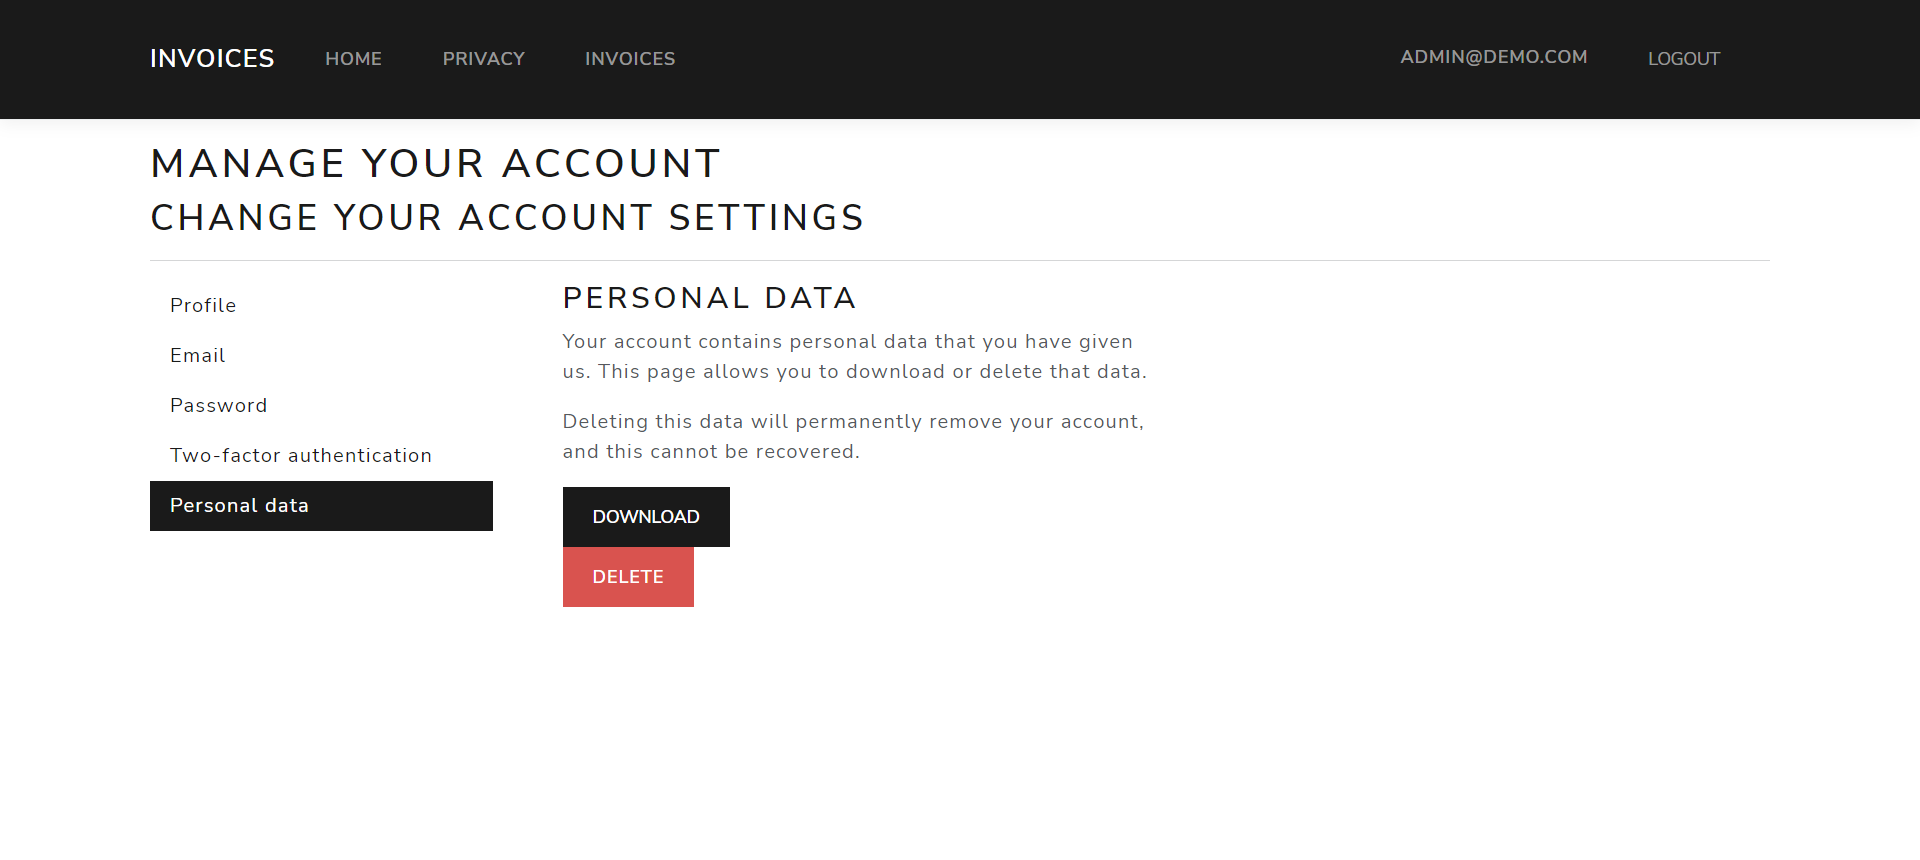 INVOICES HOME PRIVACY INVOICES ADMIN@DEMO.COM LOGOUT
MANAGE YOUR ACCOUNT
CHANGE YOUR ACCOUNT SETTINGS
Profile
Email
Password
Two-factor authentication
Personal data
PERSONAL DATA
Your account contains personal data that you have given
us. This page allows you to download or delete that data.
Deleting this data will permanently remove your account,
and this cannot be recovered.
DOWNLOAD
DELETE